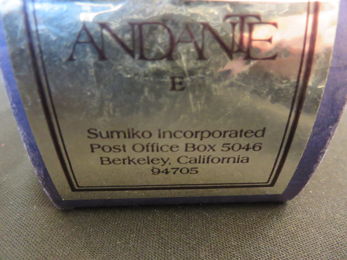 ANDANTE
E
Sumiko incorporated
Post Office Box 5046
Berkeley, California
94705